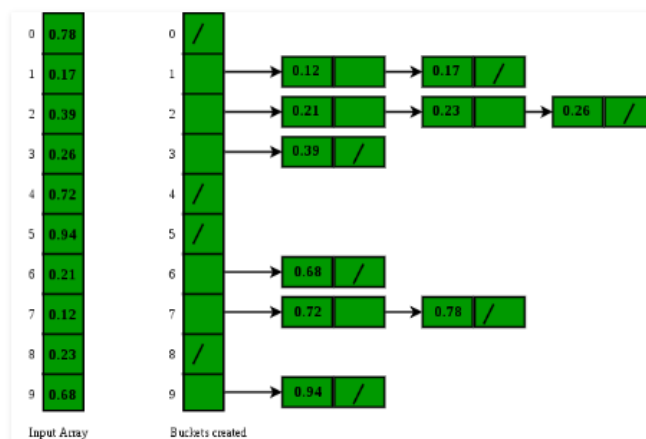 0 0.78 0 /
1 0.17 1 0.12 0.17 /
2 0.39 2 0.21 0.23 0.26 /
3 0.26 3 0.39 /
4 0.72 4 /
5 0.94 5 /
6 0.21 6 0.68 /
7 0.12 7 0.72 0.78 /
8 0.23 8 /
9 0.68 9 0.94 /
Input Array Buckets created